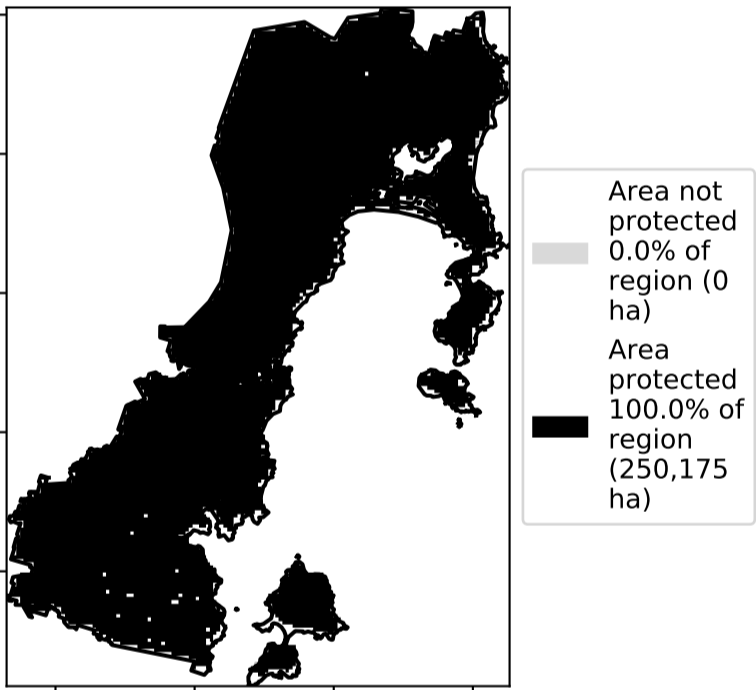 Area not
protected
0.0% of
region (0
ha)
Area
protected
100.0% of
region
(250,175
ha)